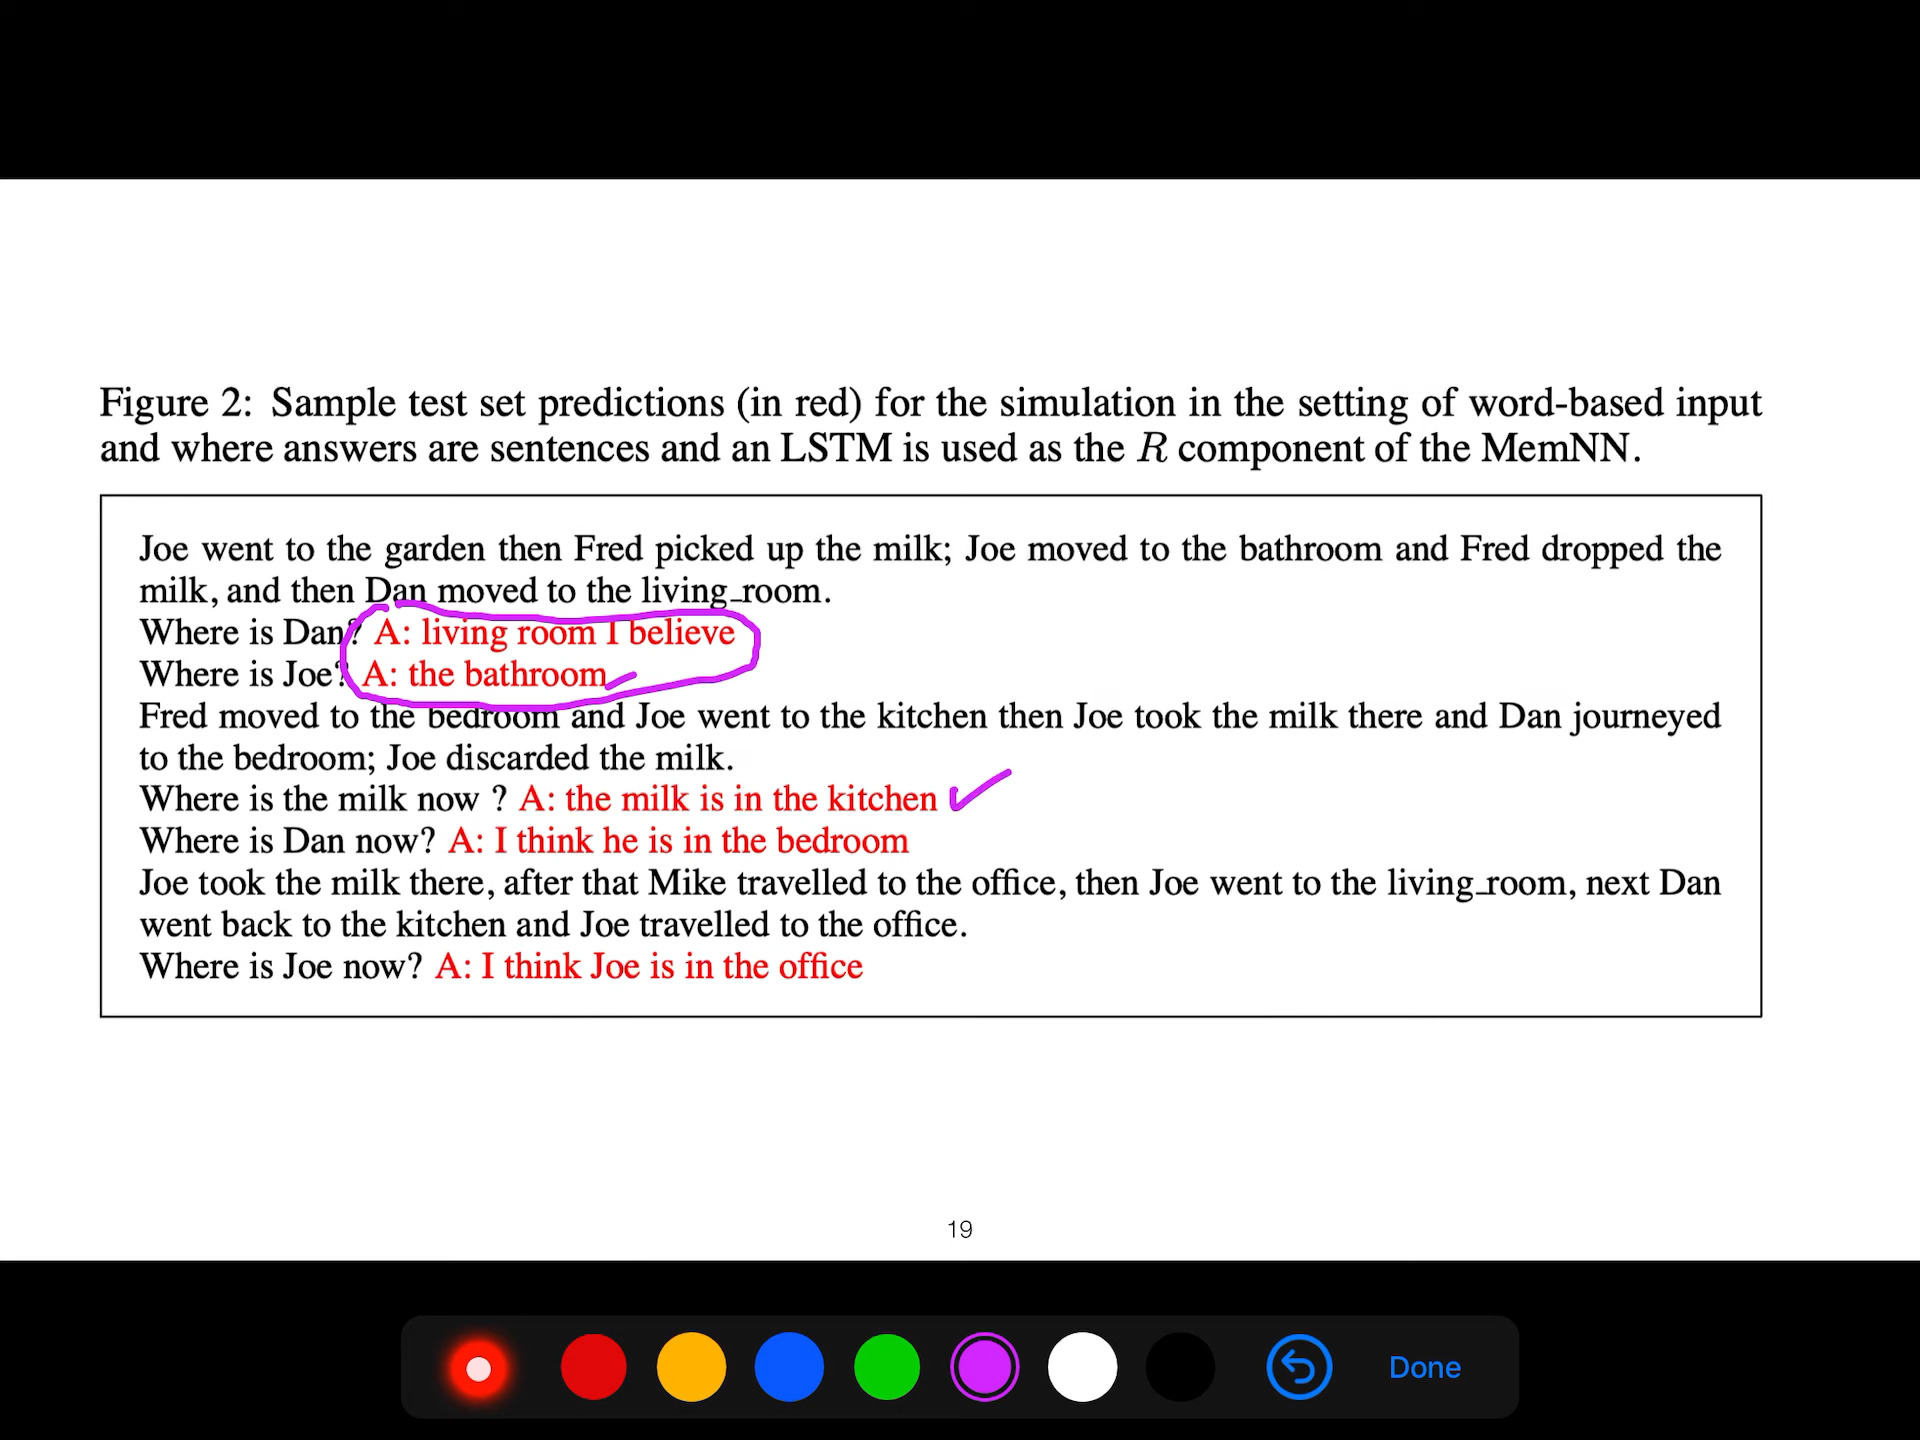 Figure 2: Sample test set predictions (in red) for the simulation in the setting of word-based input
and where answers are sentences and an LSTM is used as the R component of the MemNN.
Joe went to the garden then Fred picked up the milk; Joe moved to the bathroom and Fred dropped the
milk, and then Dan moved to the living_room.
Where is Dan? A: living room I believe
Where is Joe? A: the bathroom
Fred moved to the bedroom and Joe went to the kitchen then Joe took the milk there and Dan journeyed
to the bedroom; Joe discarded the milk.
Where is the milk now ? A: the milk is in the kitchen
Where is Dan now? A: I think he is in the bedroom
Joe took the milk there, after that Mike travelled to the office, then Joe went to the living_room, next Dan
went back to the kitchen and Joe travelled to the office.
Where is Joe now? A: I think Joe is in the office
19
Done